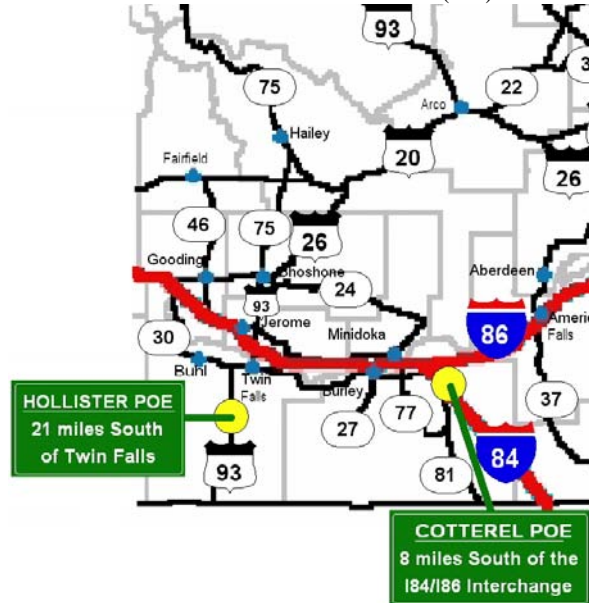 93
22
75
Arco
Hailey
20
26
Fairfield
46
75
26
Gooding
Shoshone
Aberdeen
93
24
Jerome
Minidoka
86
Falls
30
Buhl
Twin
Falls
Burley
77
37
HOLLISTER POE
21 miles South
of Twin Falls
27
93
81
84
COTTEREL POE
8 miles South of the
I84/I86 Interchange